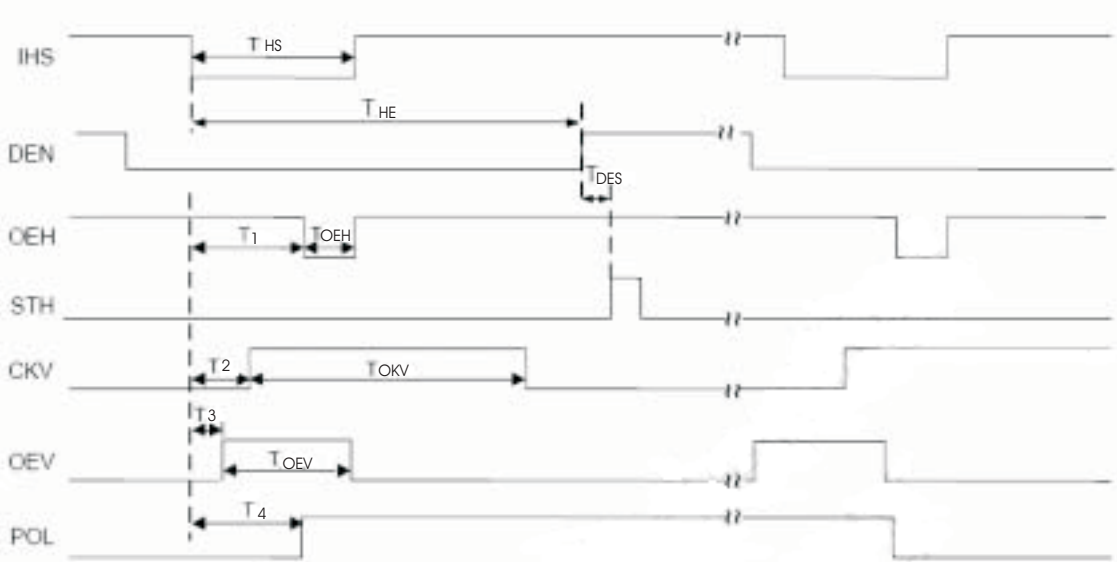 IHS
T HS
T HE
DEN
TDES
OEH
T1
TOEH
STH
CKV
T2
TOKV
T3
OEV
TOEV
T4
POL